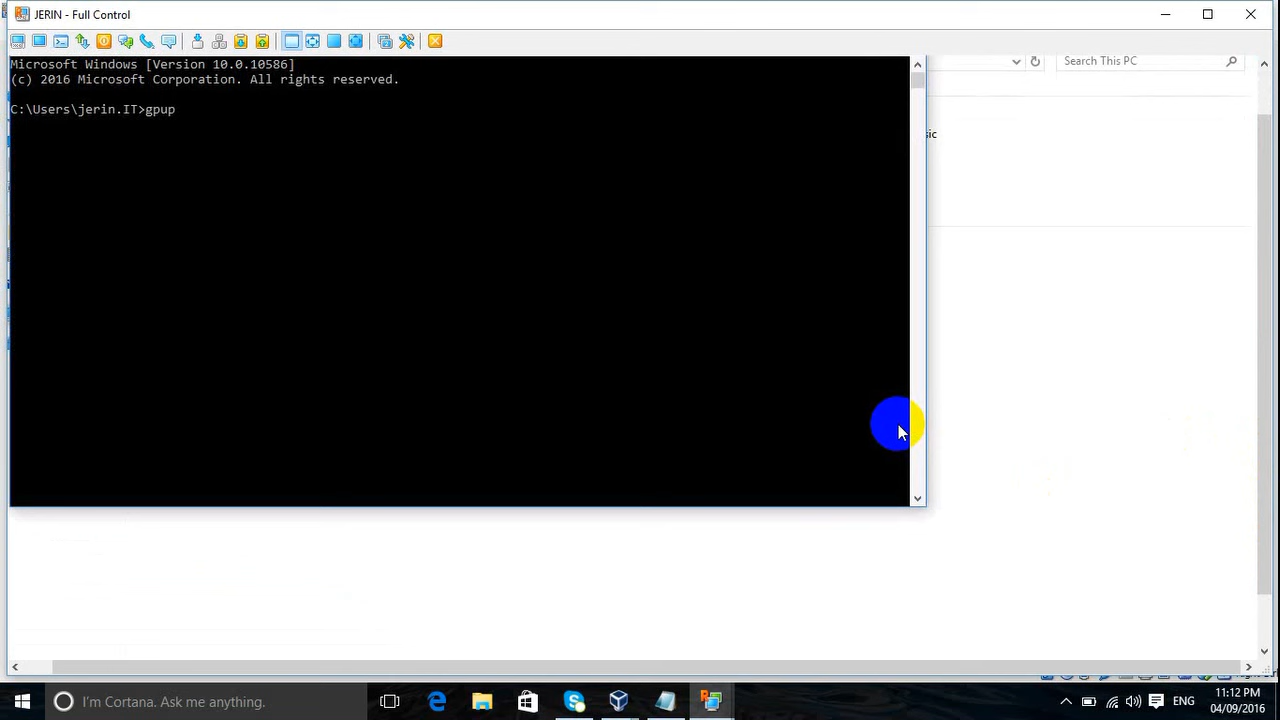 JERIN - Full Control
Microsoft Windows [Version 10.0.10586]
(c) 2016 Microsoft Corporation. All rights reserved.
Search This PC
C:\Users\jerin.IT>gpup
sic
I'm Cortana. Ask me anything.
ENG
11:12 PM
04/09/2016